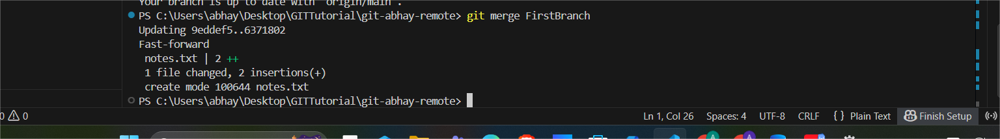 Your branch is up to date with 'origin/main'.
PS C:\Users\abhay\Desktop\GITTutorial\git-abhay-remote> git merge FirstBranch
Updating 9eddef5..6371802
Fast-forward
 notes.txt | 2 ++
 1 file changed, 2 insertions(+)
 create mode 100644 notes.txt
PS C:\Users\abhay\Desktop\GITTutorial\git-abhay-remote>
0 0 Ln 1, Col 26 Spaces: 4 UTF-8 CRLF {} Plain Text Finish Setup
A A